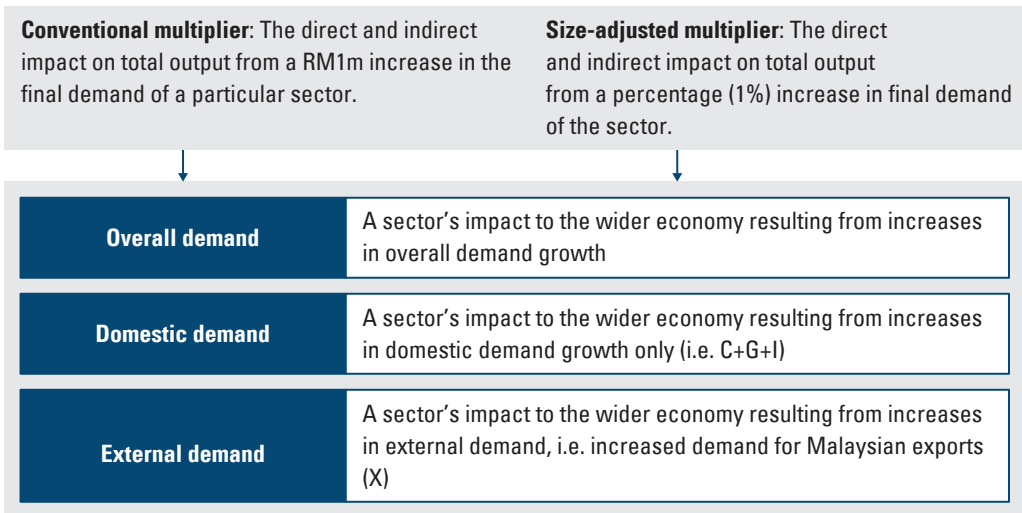 Conventional multiplier: The direct and indirect
impact on total output from a RM1m increase in the
final demand of a particular sector.
Size-adjusted multiplier: The direct
and indirect impact on total output
from a percentage (1%) increase in final demand
of the sector.
Overall demand
A sector's impact to the wider economy resulting from increases
in overall demand growth
Domestic demand
A sector's impact to the wider economy resulting from increases
in domestic demand growth only (i.e. C+G+I)
External demand
A sector's impact to the wider economy resulting from increases
in external demand, i.e. increased demand for Malaysian exports
(X)